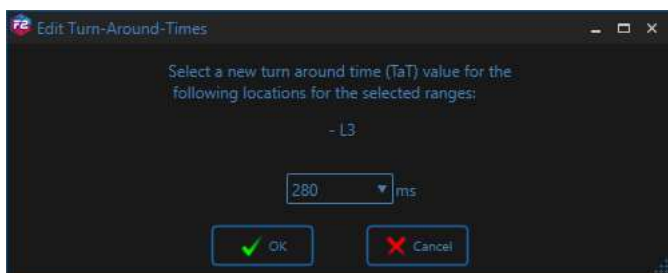 F2 Edit Turn-Around-Times
Select a new turn around time (TaT) value for the
following locations for the selected ranges:
- L3
280 ms
OK Cancel